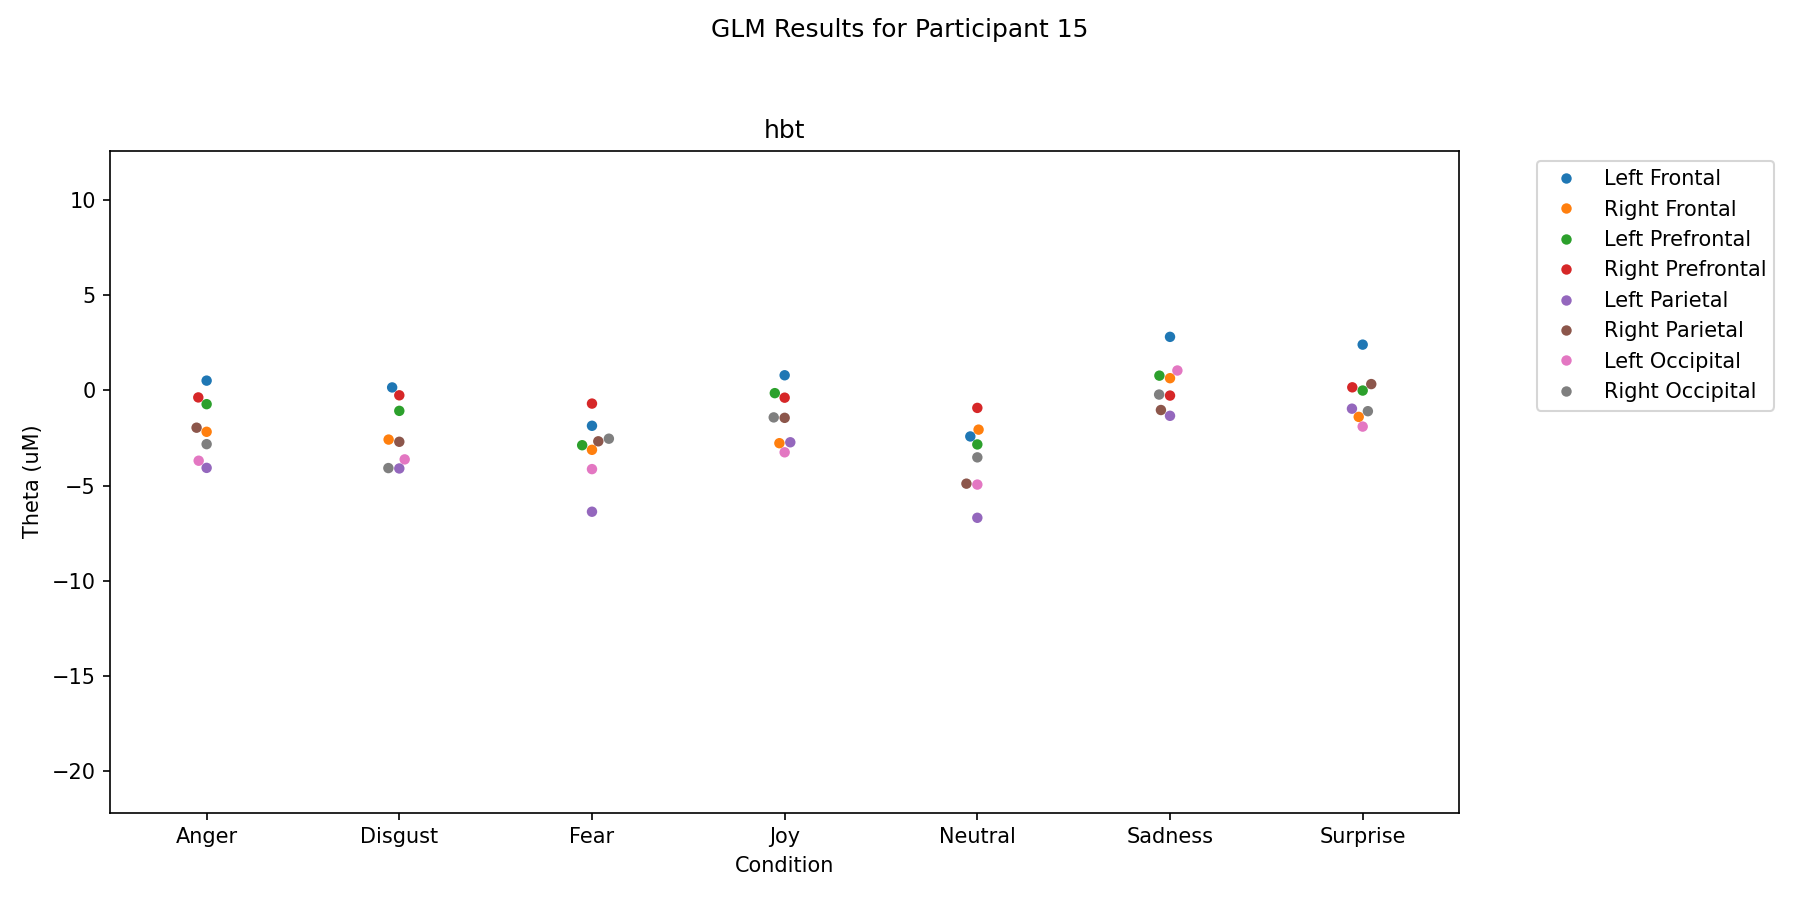 GLM Results for Participant 15
hbt
10
5
0
−5
−10
−15
−20
Theta (uM)
Anger
Disgust
Fear
Joy
Neutral
Sadness
Surprise
Condition
Left Frontal
Right Frontal
Left Prefrontal
Right Prefrontal
Left Parietal
Right Parietal
Left Occipital
Right Occipital